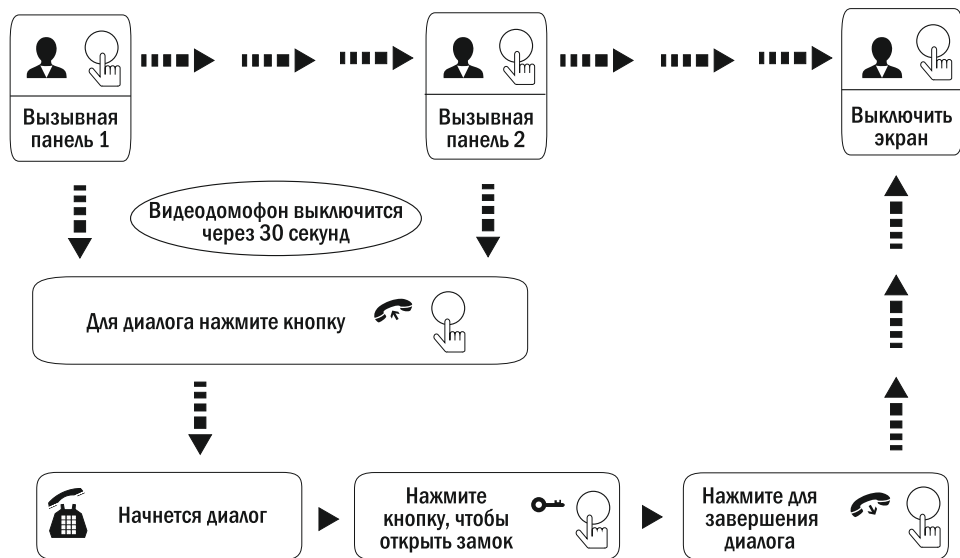 Вызывная
панель 1
Вызывная
панель 2
Выключить
экран
Видеодомофон выключится
через 30 секунд
Для диалога нажмите кнопку
Начнется диалог
Нажмите
кнопку, чтобы
открыть замок
Нажмите для
завершения
диалога